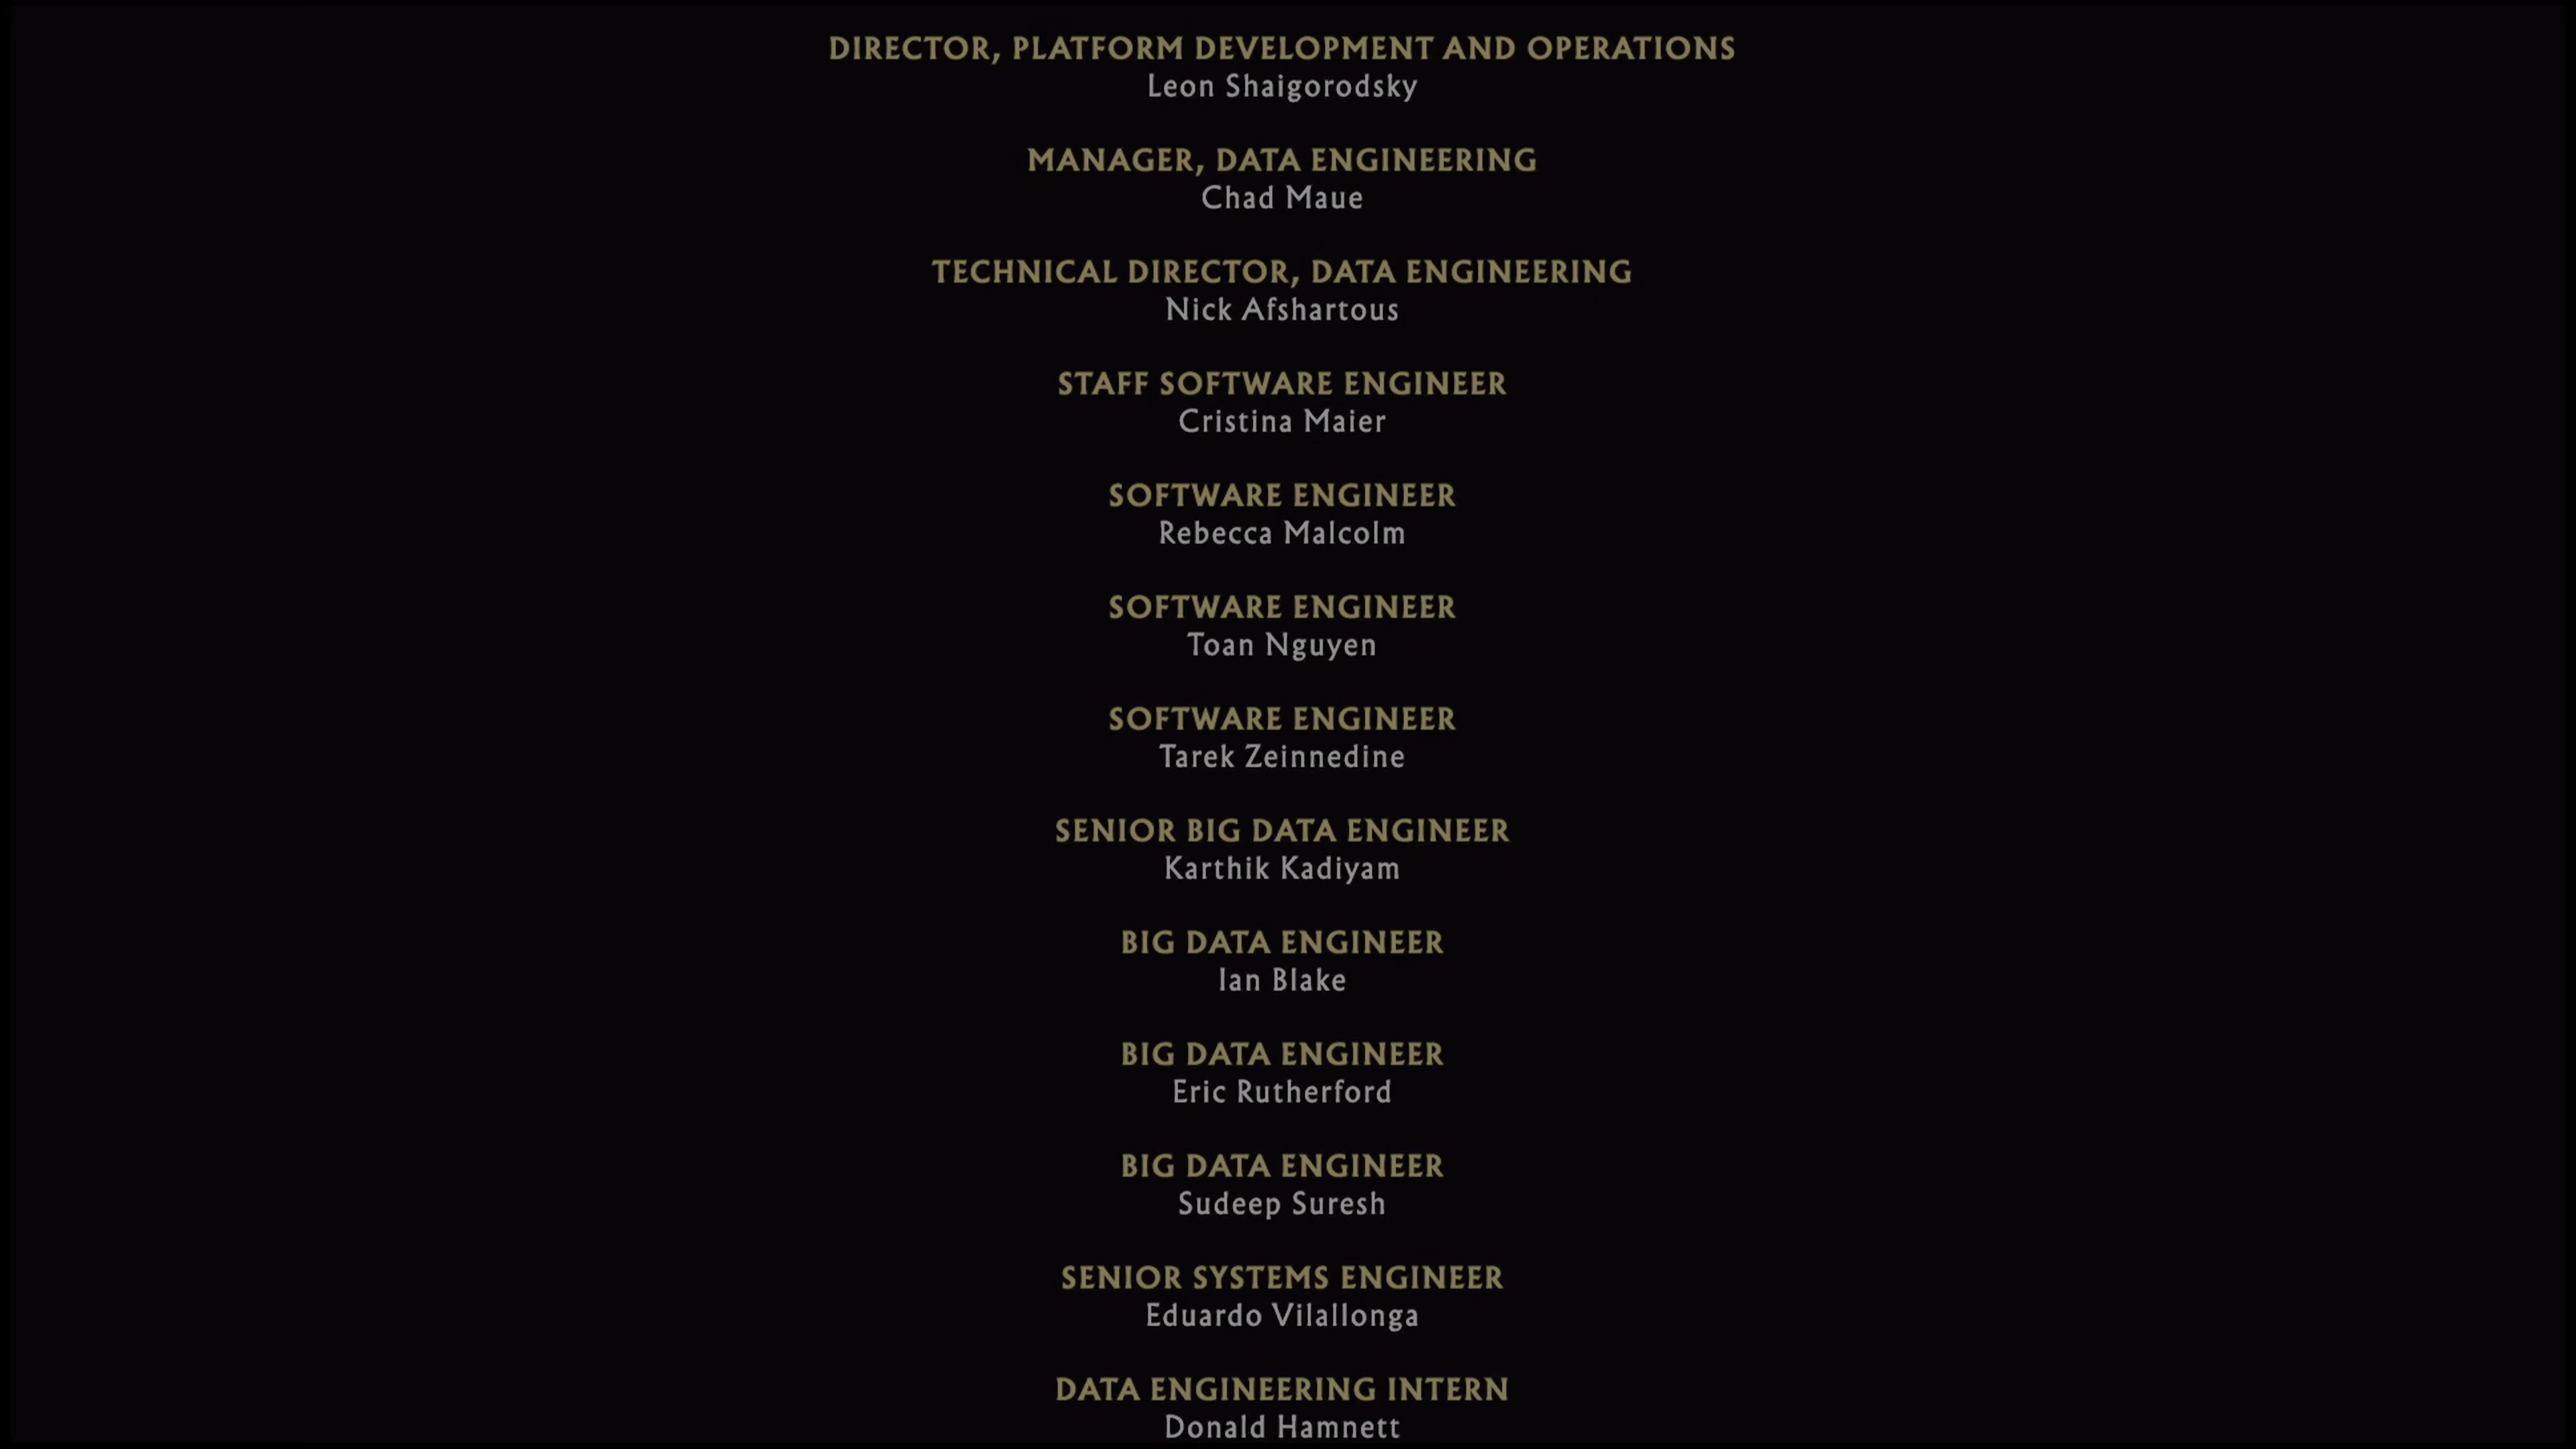 DIRECTOR, PLATFORM DEVELOPMENT AND OPERATIONS
Leon Shaigorodsky
MANAGER, DATA ENGINEERING
Chad Maue
TECHNICAL DIRECTOR, DATA ENGINEERING
Nick Afshartous
STAFF SOFTWARE ENGINEER
Cristina Maier
SOFTWARE ENGINEER
Rebecca Malcolm
SOFTWARE ENGINEER
Toan Nguyen
SOFTWARE ENGINEER
Tarek Zeinnedine
SENIOR BIG DATA ENGINEER
Karthik Kadiyam
BIG DATA ENGINEER
Ian Blake
BIG DATA ENGINEER
Eric Rutherford
BIG DATA ENGINEER
Sudeep Suresh
SENIOR SYSTEMS ENGINEER
Eduardo Vilallonga
DATA ENGINEERING INTERN
Donald Hamnett